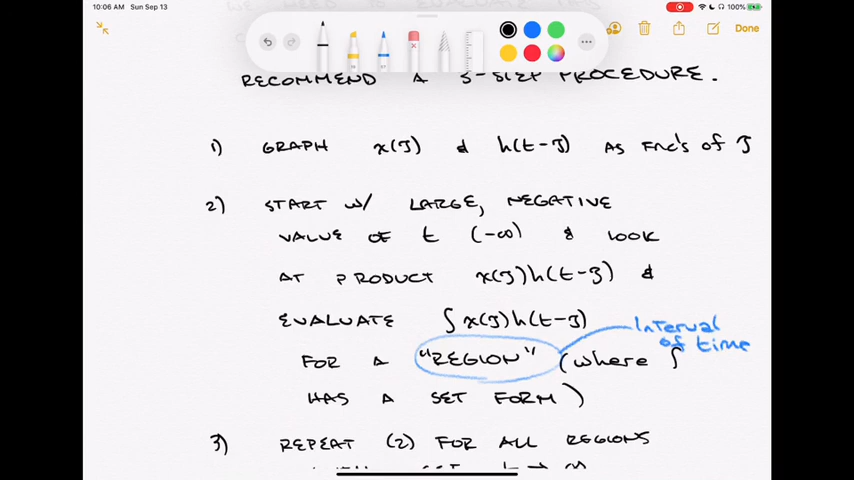 10:06 AM Sun Sep 13
100%
Done
RECOMMEND A 3-STEP PROCEDURE.
1) GRAPH x(τ) & h(t-τ) AS FNC'S OF τ
2) START W/ LARGE, NEGATIVE
VALUE OF t (-∞) & LOOK
AT PRODUCT x(τ)h(t-τ) &
EVALUATE ∫x(τ)h(t-τ)
Interval
of time
FOR A "REGION" (where ∫
HAS A SET FORM)
3) REPEAT (2) FOR ALL REGIONS